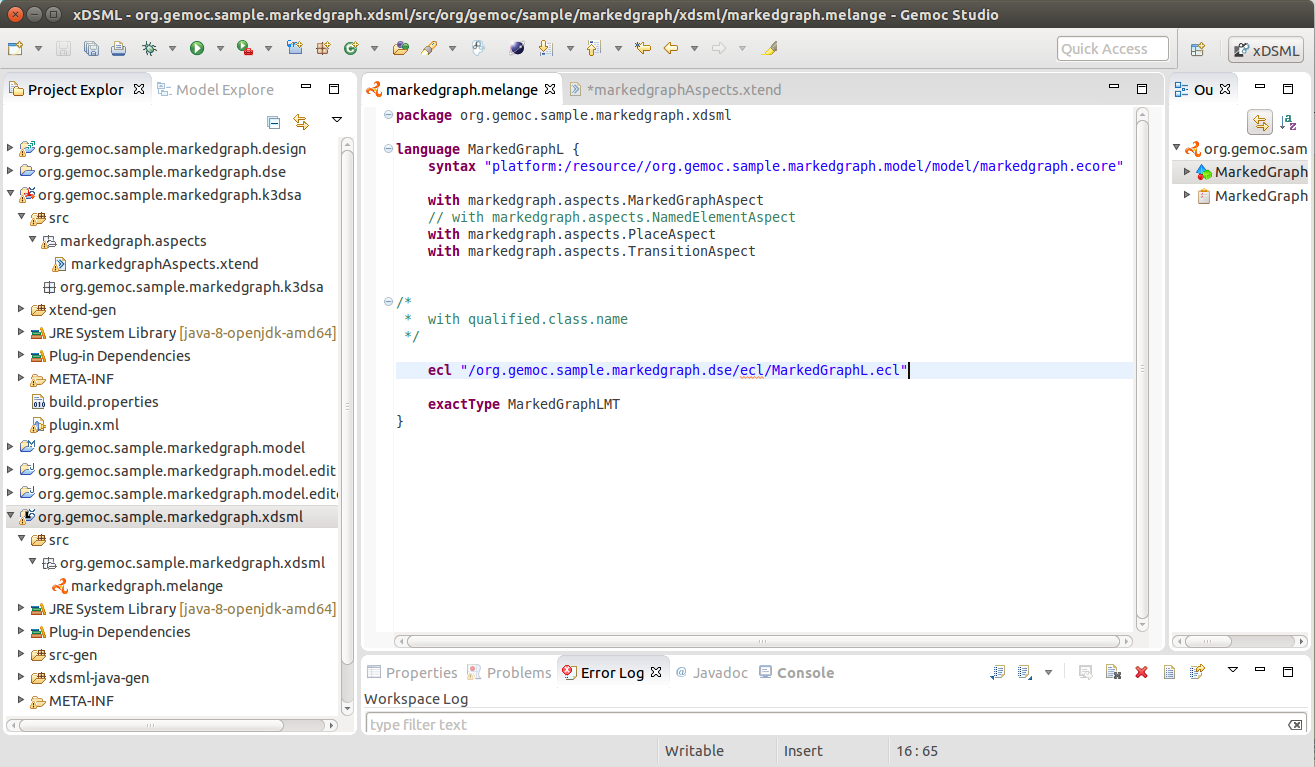 xDSML - org.gemoc.sample.markedgraph.xdsml/src/org/gemoc/sample/markedgraph/xdsml/markedgraph.melange - Gemoc Studio
Quick Access
xDSML
Project Explor
Model Explore
org.gemoc.sample.markedgraph.design
org.gemoc.sample.markedgraph.dse
org.gemoc.sample.markedgraph.k3dsa
src
markedgraph.aspects
markedgraphAspects.xtend
org.gemoc.sample.markedgraph.k3dsa
xtend-gen
JRE System Library [java-8-openjdk-amd64]
Plug-in Dependencies
META-INF
build.properties
plugin.xml
org.gemoc.sample.markedgraph.model
org.gemoc.sample.markedgraph.model.edit
org.gemoc.sample.markedgraph.model.edit
org.gemoc.sample.markedgraph.xdsml
src
org.gemoc.sample.markedgraph.xdsml
markedgraph.melange
JRE System Library [java-8-openjdk-amd64]
Plug-in Dependencies
src-gen
xdsml-java-gen
META-INF
markedgraph.melange
*markedgraphAspects.xtend
package org.gemoc.sample.markedgraph.xdsml
language MarkedGraphL {
syntax "platform:/resource//org.gemoc.sample.markedgraph.model/model/markedgraph.ecore"
with markedgraph.aspects.MarkedGraphAspect
// with markedgraph.aspects.NamedElementAspect
with markedgraph.aspects.PlaceAspect
with markedgraph.aspects.TransitionAspect
/*
* with qualified.class.name
*/
ecl "/org.gemoc.sample.markedgraph.dse/ecl/MarkedGraphL.ecl"
exactType MarkedGraphLMT
}
Ou
org.gemoc.sam
MarkedGraph
MarkedGraph
Properties
Problems
Error Log
@ Javadoc
Console
Workspace Log
type filter text
Writable
Insert
16 : 65